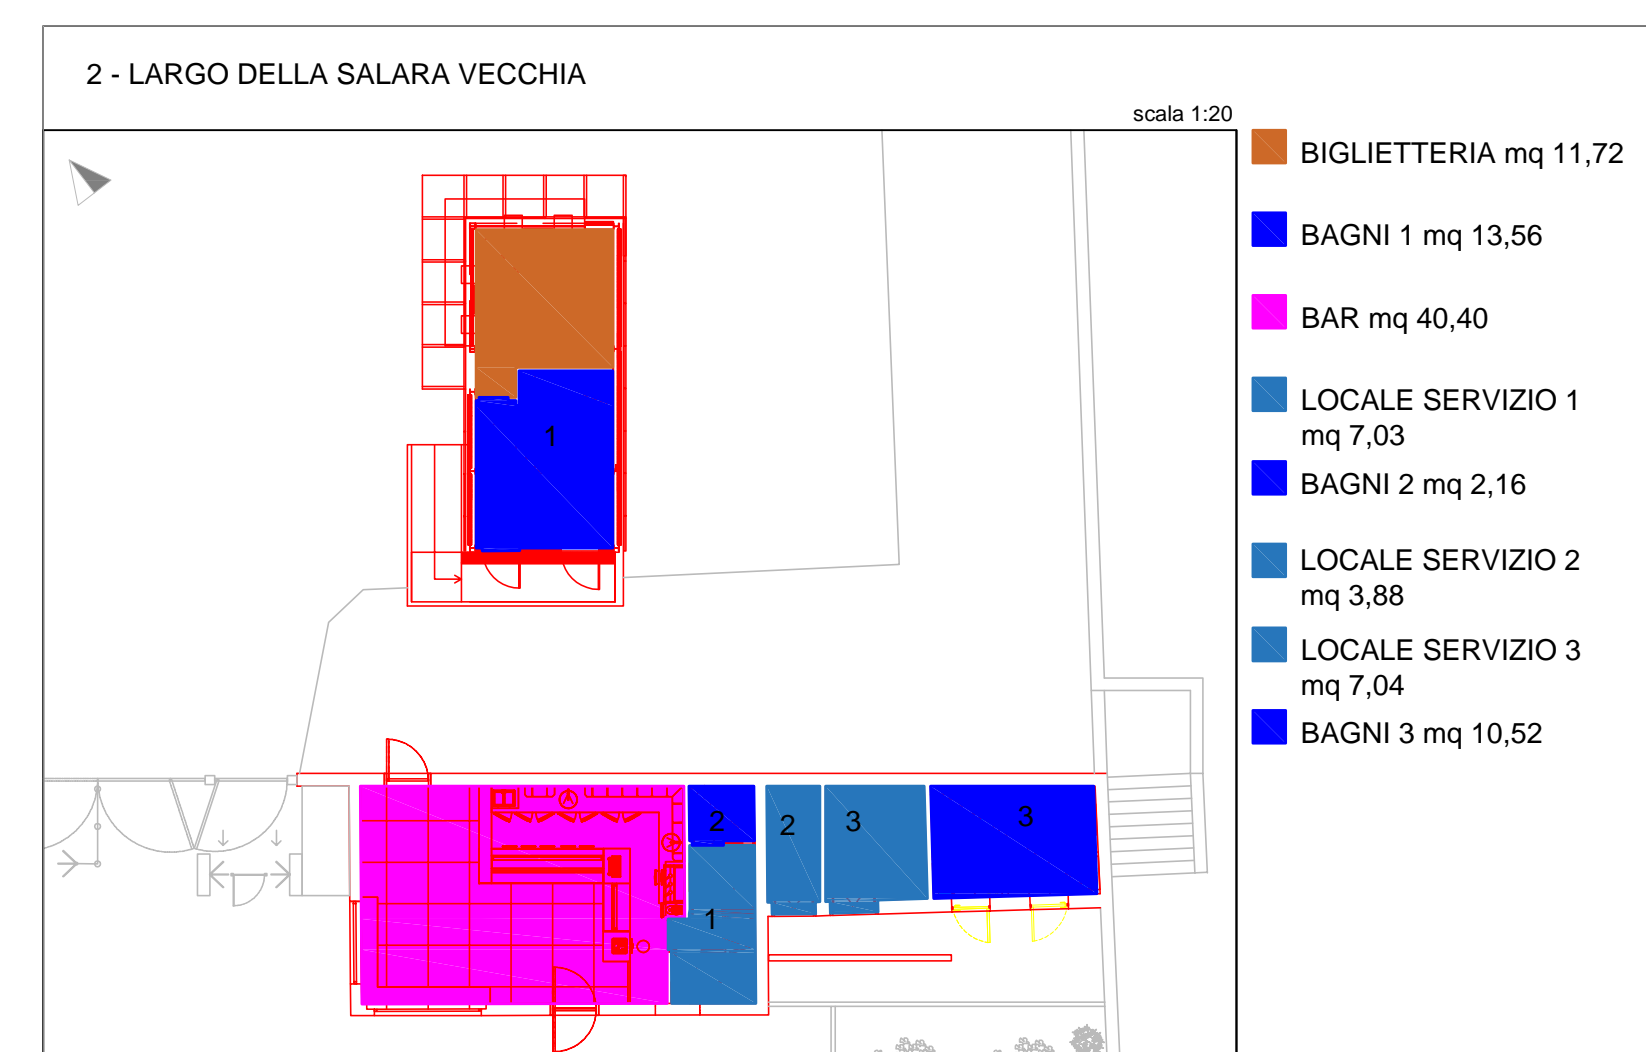 2 - LARGO DELLA SALARA VECCHIA
scala 1:20
BIGLIETTERIA mq 11,72
BAGNI 1 mq 13,56
BAR mq 40,40
LOCALE SERVIZIO 1
mq 7,03
BAGNI 2 mq 2,16
LOCALE SERVIZIO 2
mq 3,88
LOCALE SERVIZIO 3
mq 7,04
BAGNI 3 mq 10,52
1
2
2
3
3
1